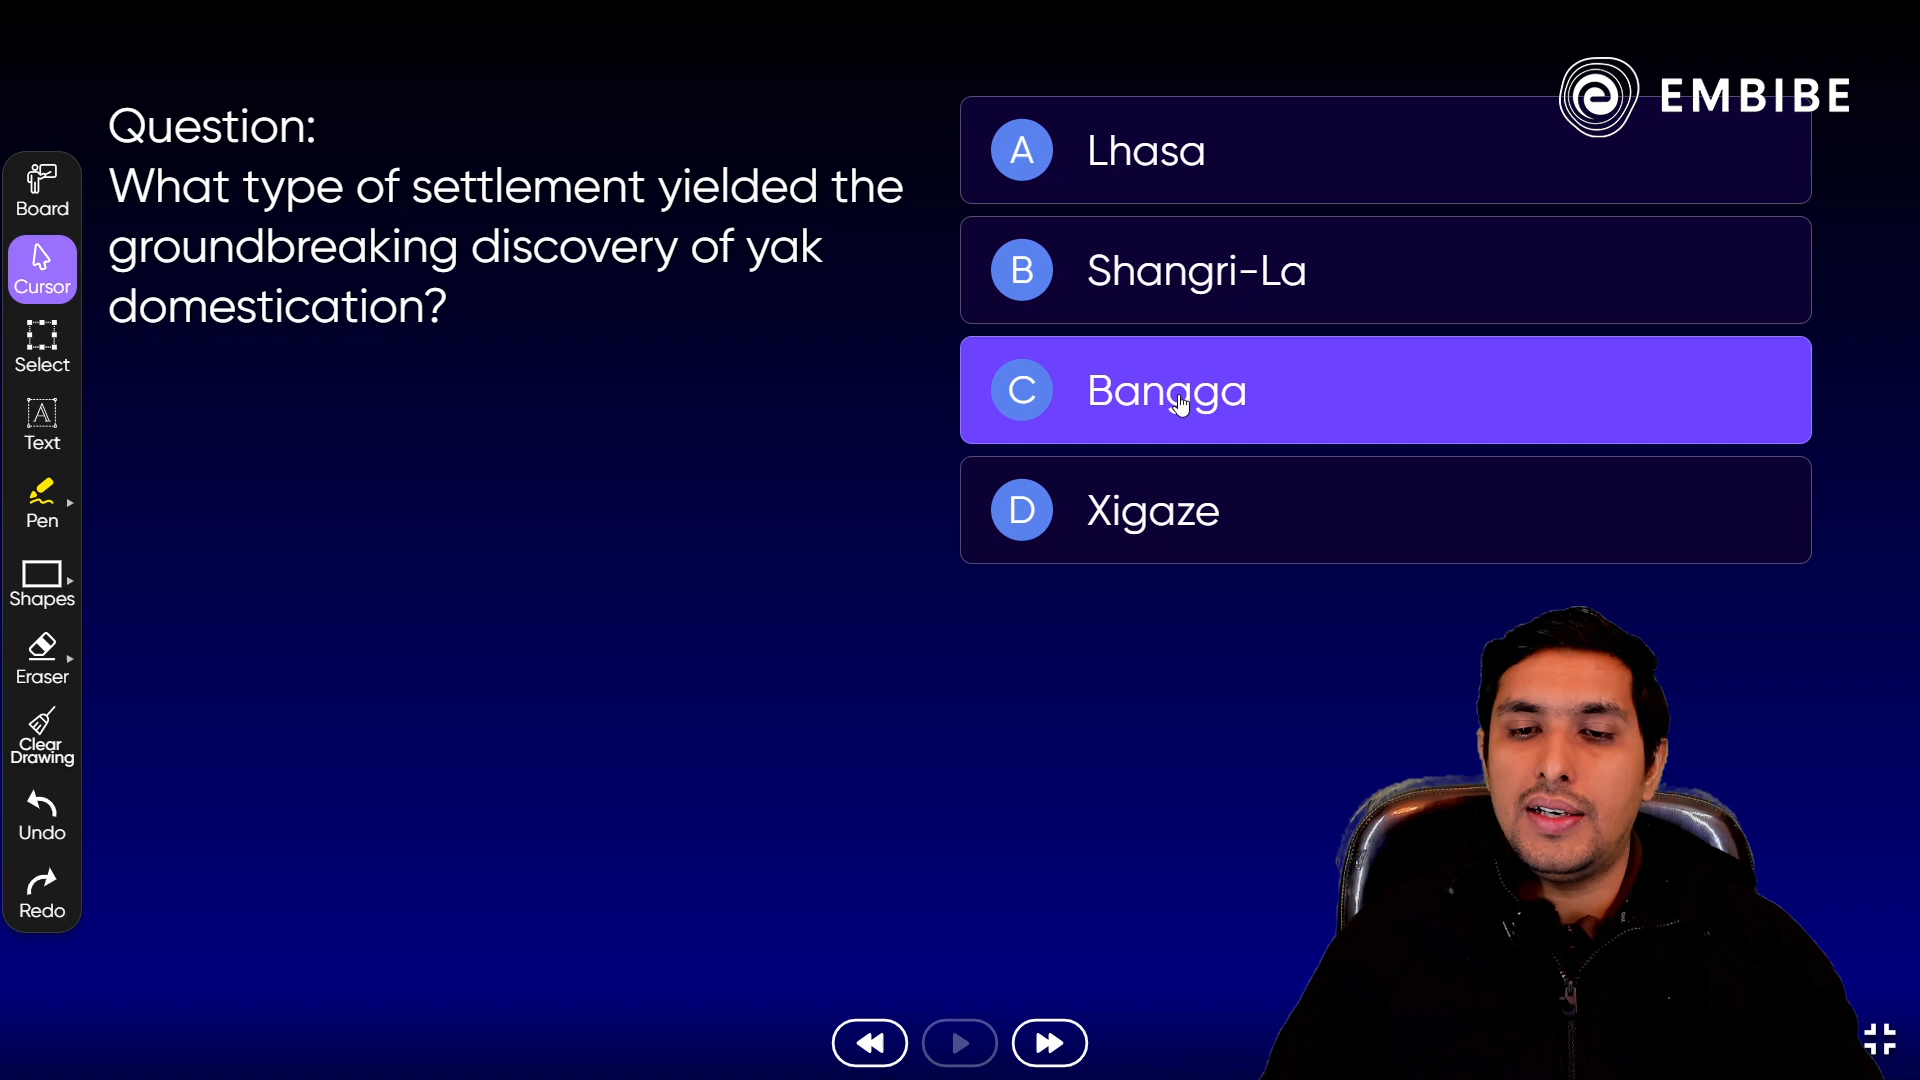 EMBIBE
Question:
What type of settlement yielded the
groundbreaking discovery of yak
domestication?
A Lhasa
B Shangri-La
C Bangga
D Xigaze
Board
Cursor
Select
A
Text
Pen
Shapes
Eraser
Clear
Drawing
Undo
Redo